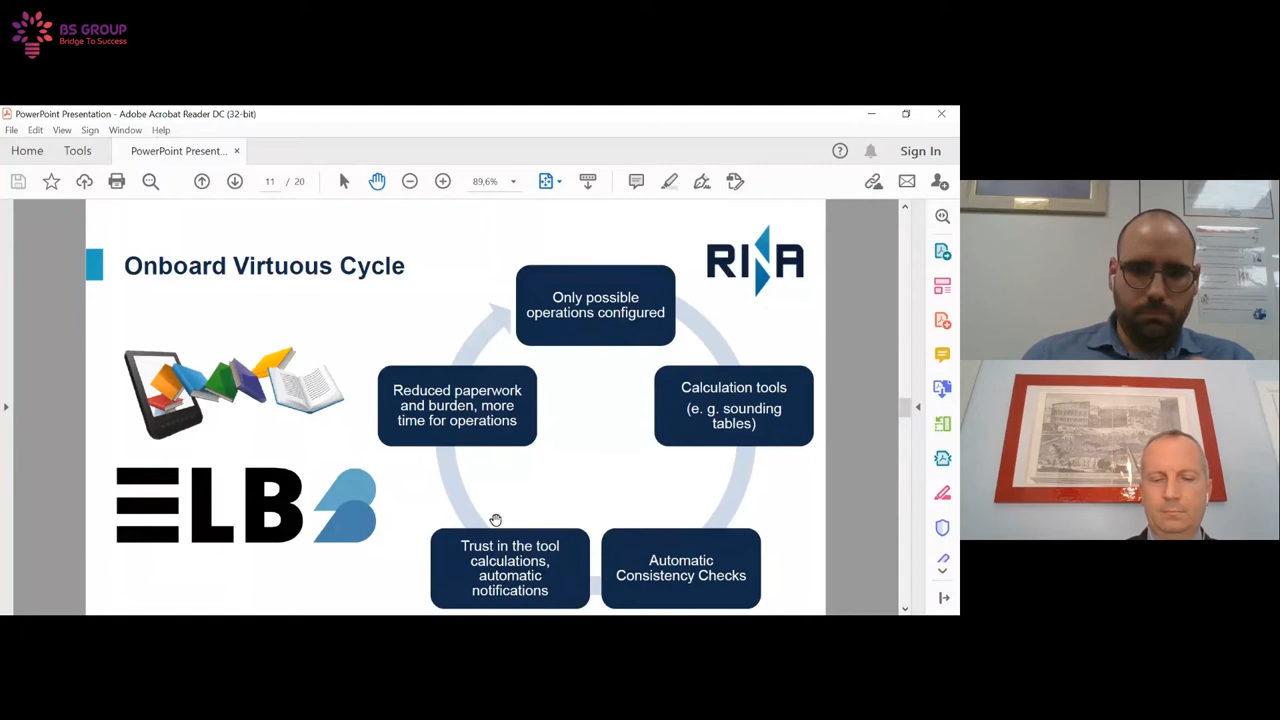 BS GROUP
Bridge To Success
PowerPoint Presentation - Adobe Acrobat Reader DC (32-bit)
File Edit View Sign Window Help
Home Tools PowerPoint Present... × Sign In
11 / 20 89,6%
Onboard Virtuous Cycle
RINA
Only possible
operations configured
Calculation tools
(e. g. sounding
tables)
Automatic
Consistency Checks
Trust in the tool
calculations,
automatic
notifications
Reduced paperwork
and burden, more
time for operations
ELB